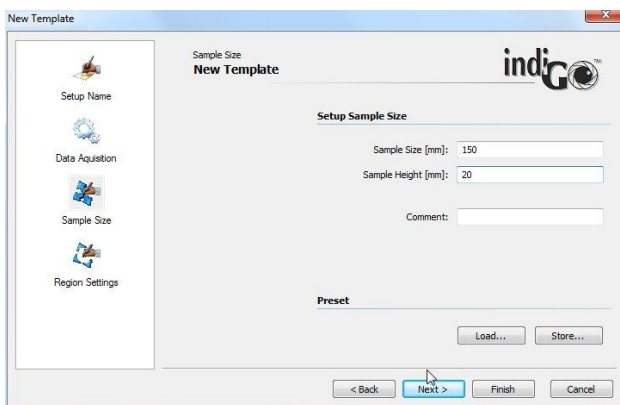 New Template
Setup Name
Data Aquisition
Sample Size
Region Settings
Sample Size
New Template
indiGo™
Setup Sample Size
Sample Size [mm]: 150
Sample Height [mm]: 20
Comment:
Preset
Load... Store...
< Back Next > Finish Cancel